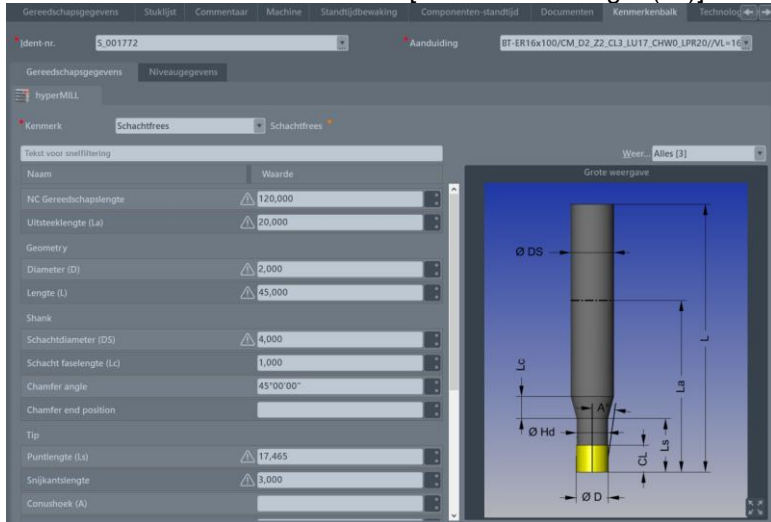 Gereedschapsgegevens Stuklijst Commentaar Machine Standtijdbewaking Componenten-standtijd Documenten Kenmerkenbalk
*Ident-nr. S_001772 *Aanduiding BT-ER16x100/CM_D2_Z2_CL3_LU17_CHW0_LPR20//VL=16
Gereedschapsgegevens Niveaugegevens
hyperMILL
*Kenmerk Schachtfrees Schachtfrees *
Tekst voor snelfiltering Weer... Alles [3]
Naam Waarde Grote weergave
NC Gereedschapslengte 120,000
Uitsteeklengte (La) 20,000
Geometry
Diameter (D) 2,000
Lengte (L) 45,000
Shank
Schachtdiameter (DS) 4,000
Schacht faselengte (Lc) 1,000
Chamfer angle 45°00'00"
Chamfer end position
Tip
Puntlengte (Ls) 17,465
Snijkantslengte 3,000
Conushoek (A)
Ø DS
L
La
Lc
A°
Ø Hd
Ls
CL
Ø D